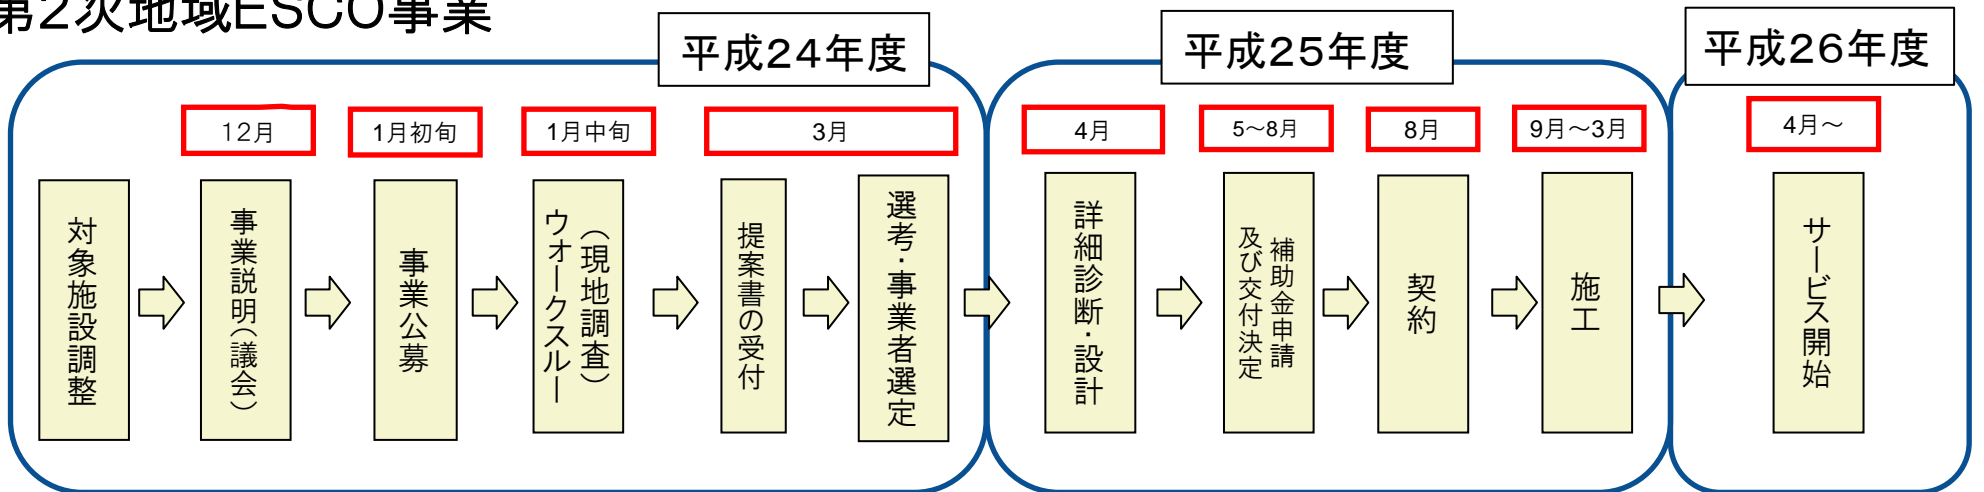 第2次地域ESCO事業
平成24年度
平成25年度
平成26年度
12月
1月初旬
1月中旬
3月
4月
5～8月
8月
9月～3月
4月～
対象施設調整
事業説明（議会）
事業公募
ウオークスルー
（現地調査）
提案書の受付
選考・事業者選定
詳細診断・設計
補助金申請
及び交付決定
契約
施工
サービス開始